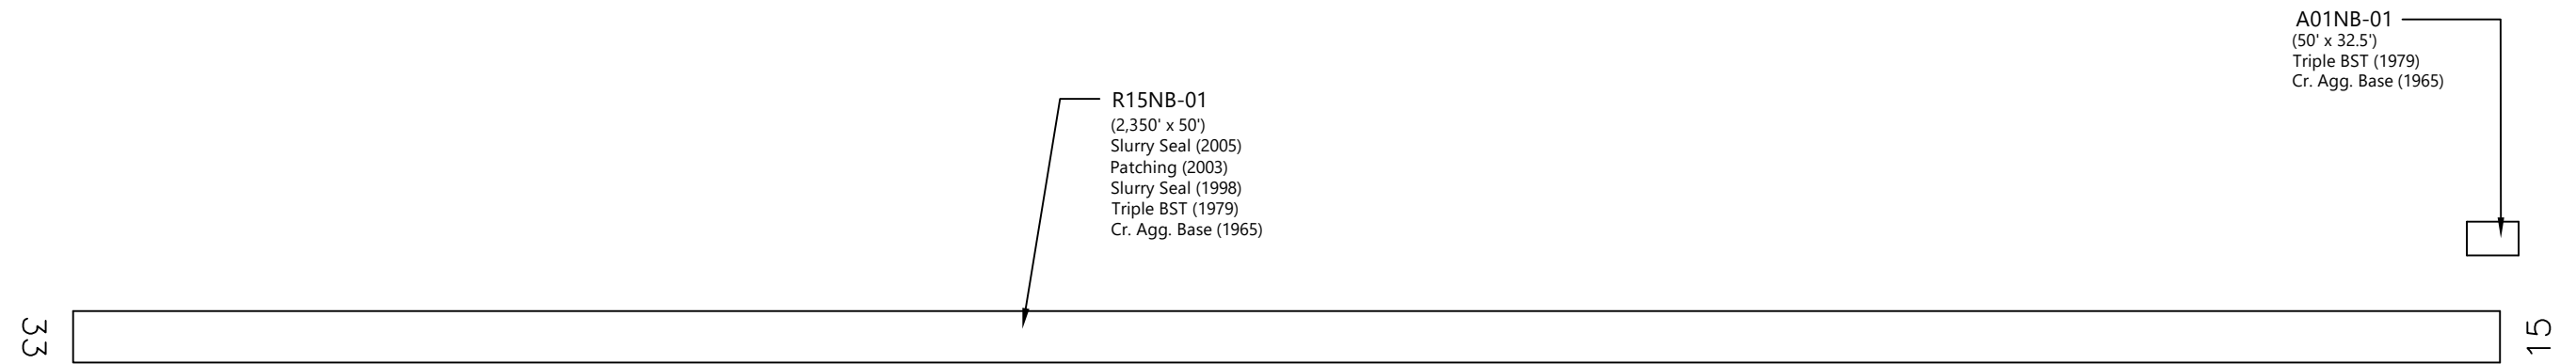 A01NB-01
(50' x 32.5')
Triple BST (1979)
Cr. Agg. Base (1965)
R15NB-01
(2,350' x 50')
Slurry Seal (2005)
Patching (2003)
Slurry Seal (1998)
Triple BST (1979)
Cr. Agg. Base (1965)
33
15